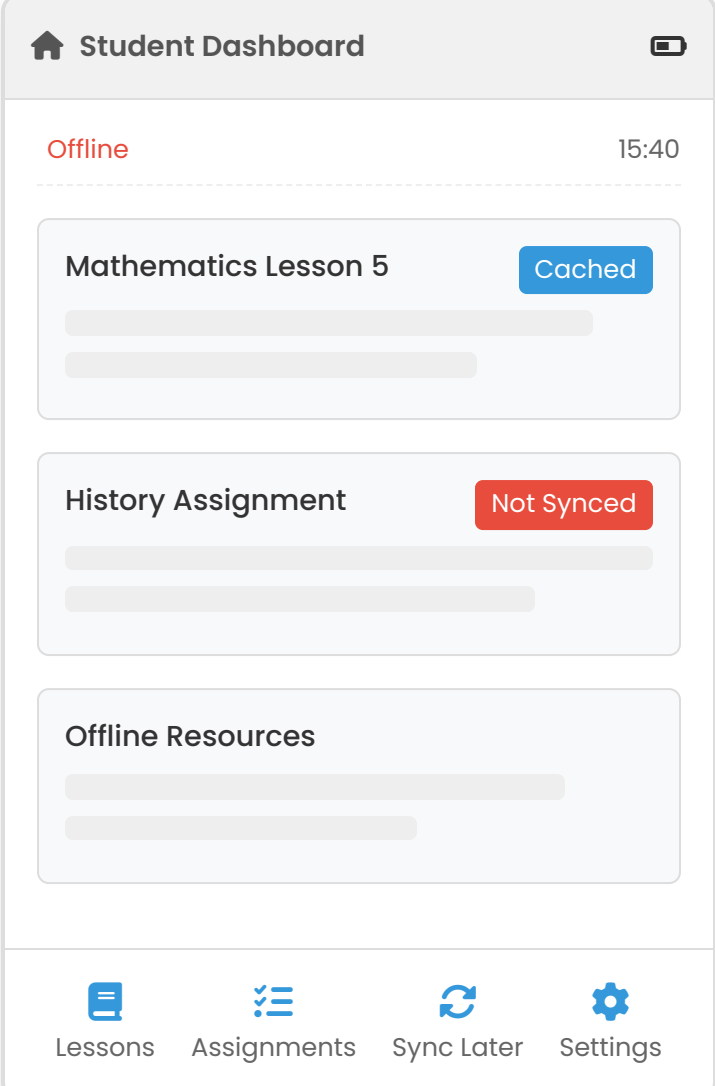 Student Dashboard
Offline 15:40
Mathematics Lesson 5 Cached
History Assignment Not Synced
Offline Resources
Lessons Assignments Sync Later Settings